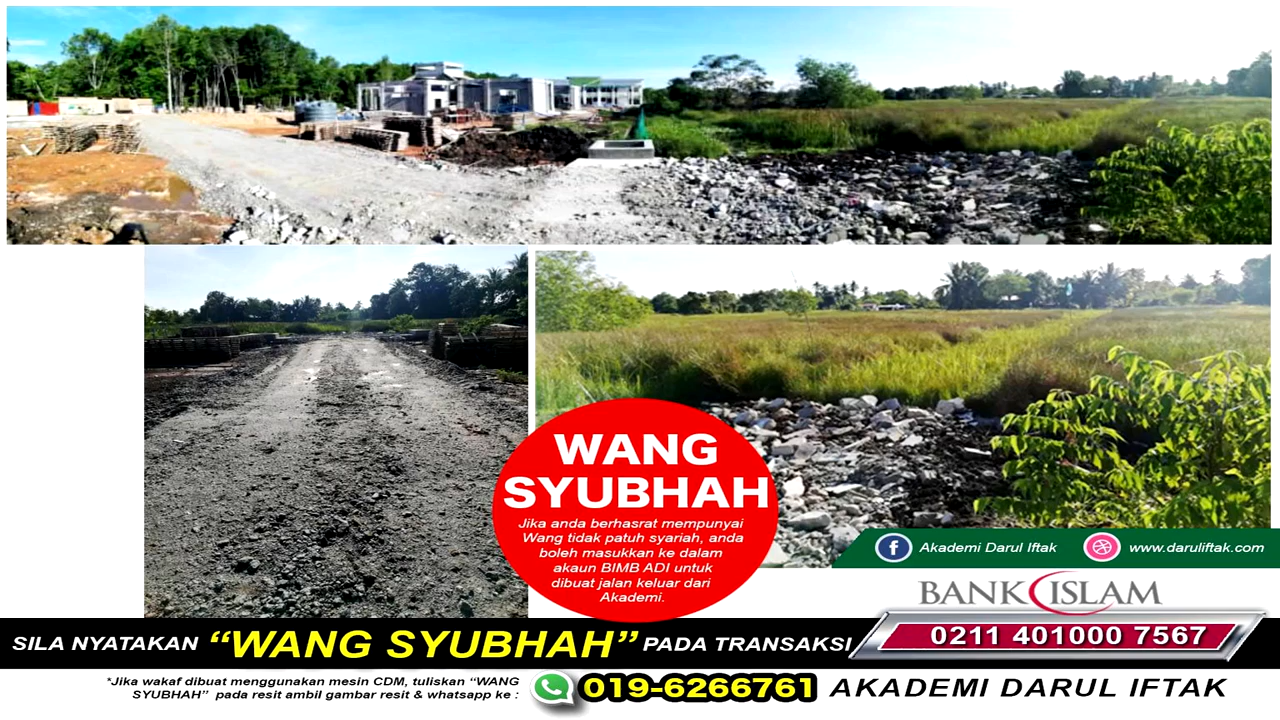 WANG
SYUBHAH
Jika anda berhasrat mempunyai
Wang tidak patuh syariah, anda
boleh masukkan ke dalam
akaun BIMB ADI untuk
dibuat jalan keluar dari
Akademi.
Akademi Darul Iftak
www.daruliftak.com
BANK ISLAM
0211 401000 7567
SILA NYATAKAN “WANG SYUBHAH” PADA TRANSAKSI
*Jika wakaf dibuat menggunakan mesin CDM, tuliskan “WANG
SYUBHAH” pada resit ambil gambar resit & whatsapp ke :
019-6266761
AKADEMI DARUL IFTAK